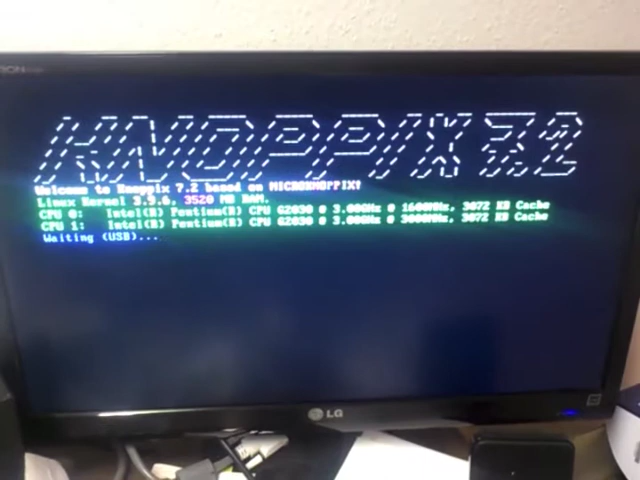 KNOPPIX 7.2
Welcome to Knoppix 7.2 based on MICROKNOPPIX!
Linux Kernel 3.9.6, 3520 MB RAM.
CPU 0: Intel(R) Pentium(R) CPU G2030 @ 3.00GHz @ 1600MHz, 3072 KB Cache
CPU 1: Intel(R) Pentium(R) CPU G2030 @ 3.00GHz @ 3000MHz, 3072 KB Cache
Waiting (USB)...
LG